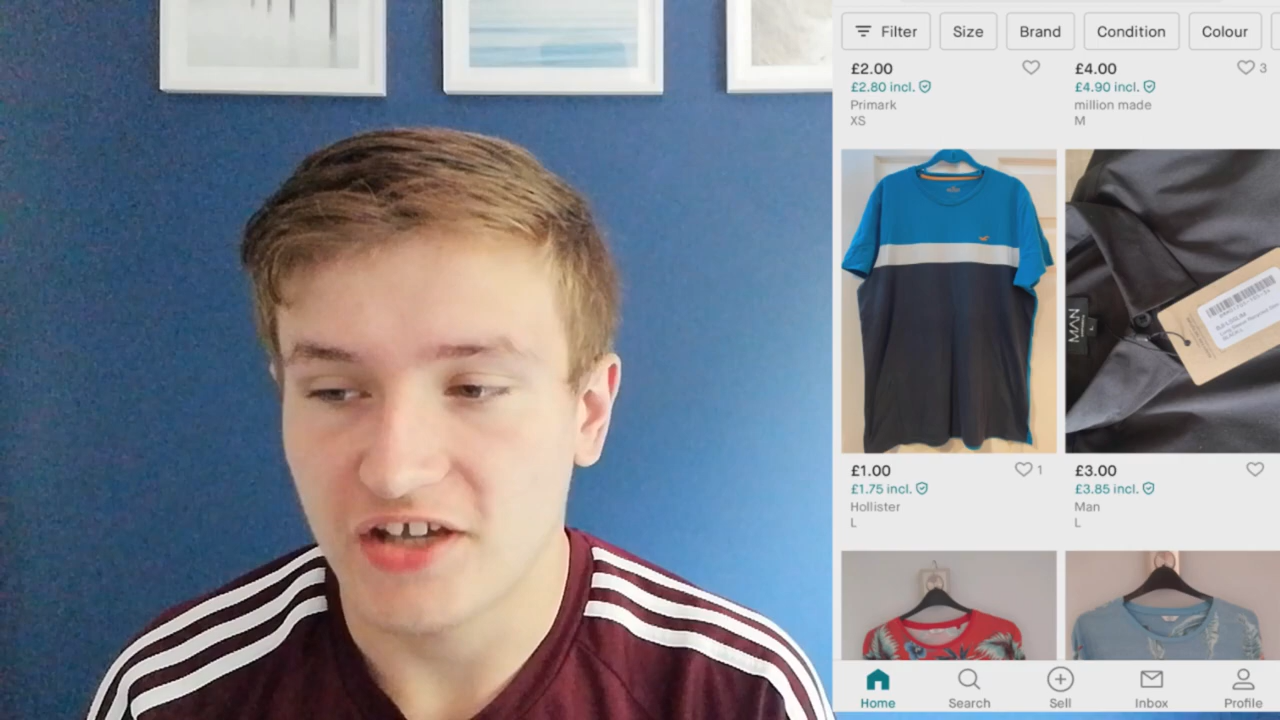 Filter Size Brand Condition Colour
£2.00
£2.80 incl.
Primark
XS
£4.00 3
£4.90 incl.
million made
M
£1.00 1
£1.75 incl.
Hollister
L
MAN
£3.00
£3.85 incl.
Man
L
Home Search Sell Inbox Profile